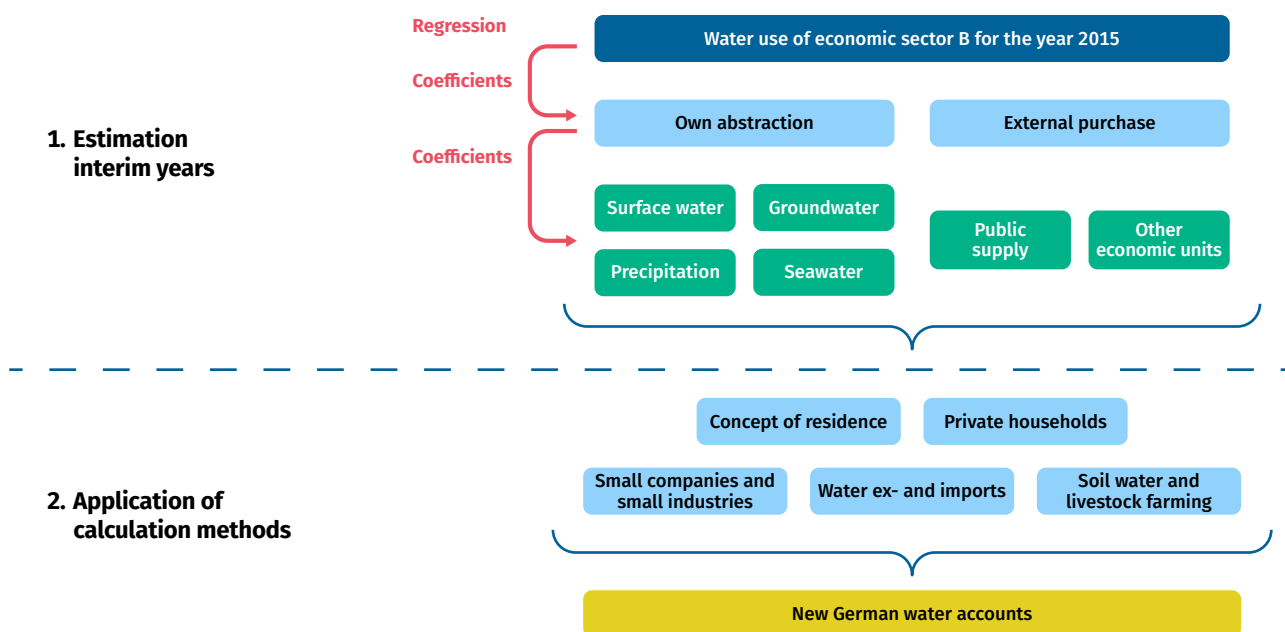 Regression
Water use of economic sector B for the year 2015
Coefficients
Own abstraction
External purchase
1. Estimation
interim years
Coefficients
Surface water
Groundwater
Public
supply
Other
economic units
Precipitation
Seawater
Concept of residence
Private households
2. Application of
calculation methods
Small companies and
small industries
Water ex- and imports
Soil water and
livestock farming
New German water accounts